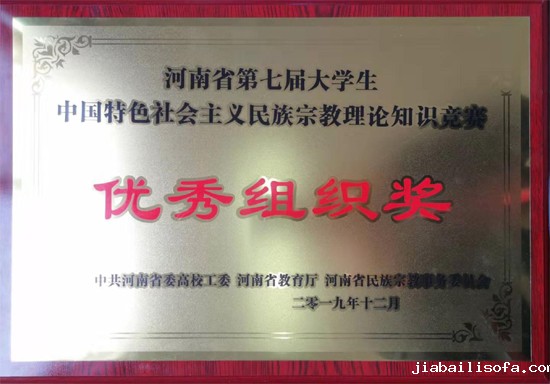 河南省第七届大学生
中国特色社会主义民族宗教理论知识竞赛
优秀组织奖
中共河南省委高校工委 河南省教育厅 河南省民族宗教事务委员会
二零一九年十二月
jiabailisofa.com